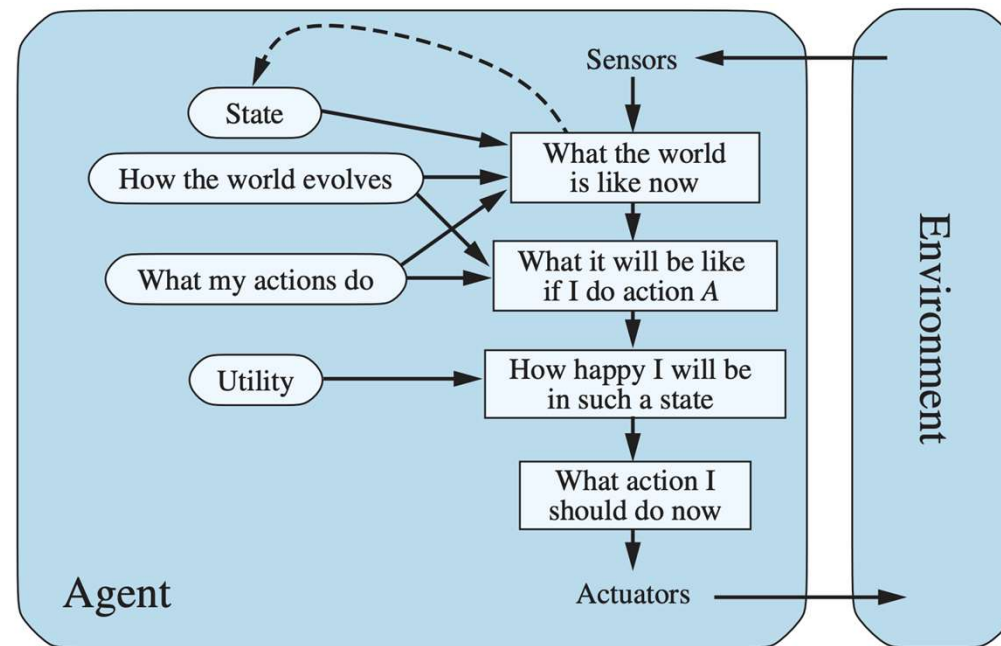 Sensors
State
What the world
is like now
How the world evolves
What it will be like
if I do action A
What my actions do
How happy I will be
in such a state
Utility
What action I
should do now
Actuators
Agent
Environment